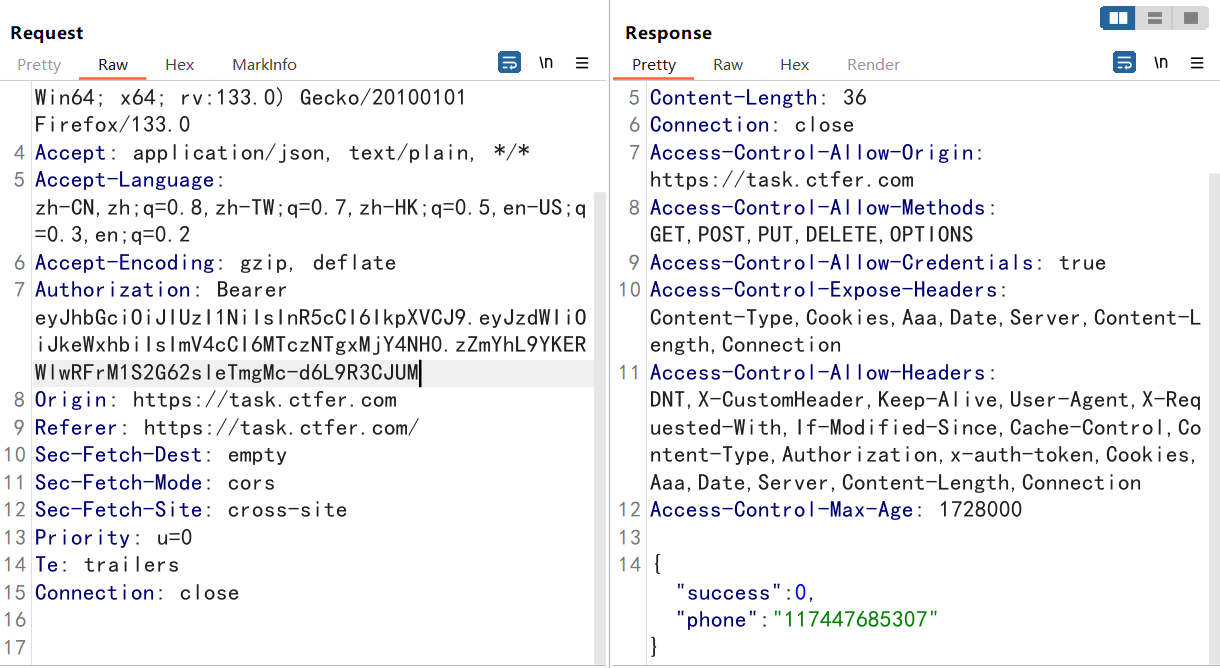 Request
Pretty Raw Hex MarkInfo \n
Win64; x64; rv:133.0) Gecko/20100101
Firefox/133.0
4 Accept: application/json, text/plain, */*
5 Accept-Language:
zh-CN,zh;q=0.8,zh-TW;q=0.7,zh-HK;q=0.5,en-US;q
=0.3,en;q=0.2
6 Accept-Encoding: gzip, deflate
7 Authorization: Bearer
eyJhbGciOiJIUzI1NiIsInR5cCI6IkpXVCJ9.eyJzdWIiO
iJkeWxhbiIsImV4cCI6MTczNTgxMjY4NH0.zZmYhL9YKER
WlwRFrM1S2G62sleTmgMc-d6L9R3CJUM
8 Origin: https://task.ctfer.com
9 Referer: https://task.ctfer.com/
10 Sec-Fetch-Dest: empty
11 Sec-Fetch-Mode: cors
12 Sec-Fetch-Site: cross-site
13 Priority: u=0
14 Te: trailers
15 Connection: close
16
17
Response
Pretty Raw Hex Render \n
5 Content-Length: 36
6 Connection: close
7 Access-Control-Allow-Origin:
https://task.ctfer.com
8 Access-Control-Allow-Methods:
GET,POST,PUT,DELETE,OPTIONS
9 Access-Control-Allow-Credentials: true
10 Access-Control-Expose-Headers:
Content-Type,Cookies,Aaa,Date,Server,Content-L
ength,Connection
11 Access-Control-Allow-Headers:
DNT,X-CustomHeader,Keep-Alive,User-Agent,X-Req
uested-With,If-Modified-Since,Cache-Control,Co
ntent-Type,Authorization,x-auth-token,Cookies,
Aaa,Date,Server,Content-Length,Connection
12 Access-Control-Max-Age: 1728000
13
14 {
"success":0,
"phone":"117447685307"
}